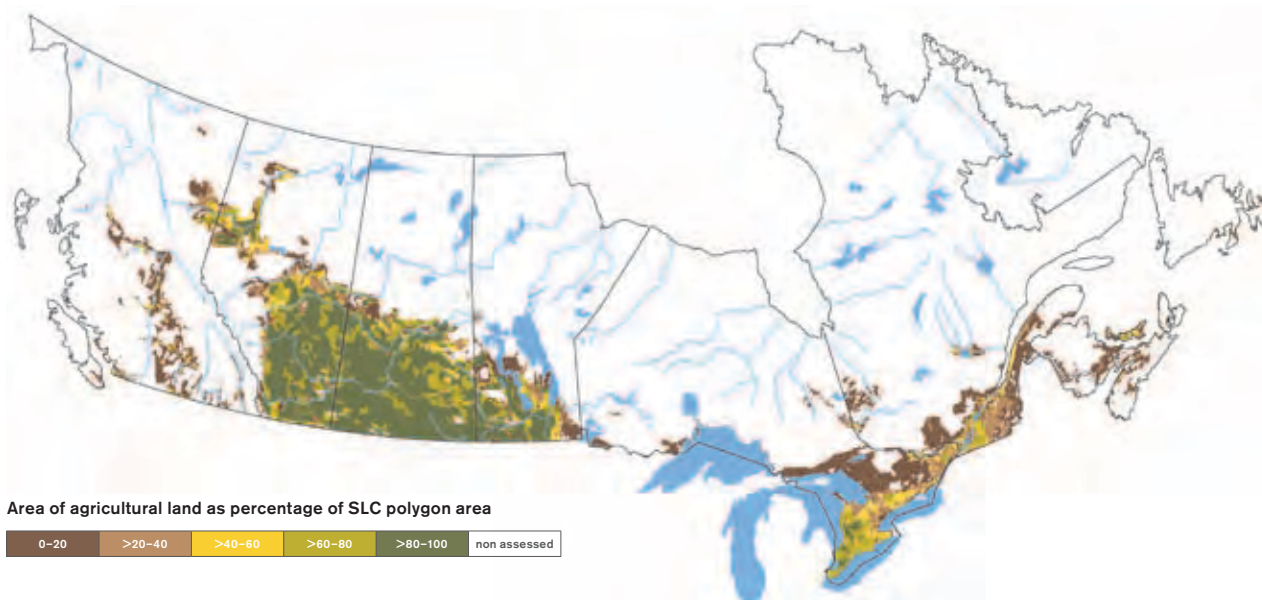 Area of agricultural land as percentage of SLC polygon area
0–20 >20–40 >40–60 >60–80 >80–100 non assessed